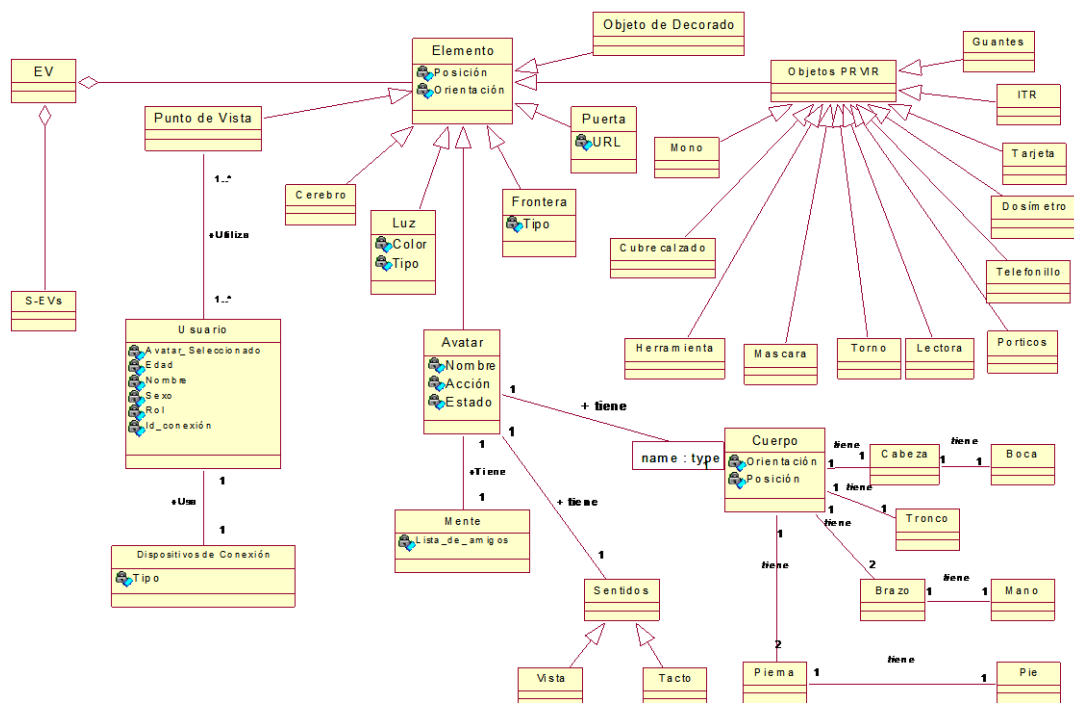 Objeto de Decorado
Elemento
Posición
Orientación
EV
Objetos PRVIR
Guantes
ITR
Punto de Vista
Puerta
URL
Mono
Tarjeta
Cerebro
Frontera
Tipo
Luz
Color
Tipo
Dosímetro
1..*
+Utiliza
1..*
Cubrecalzado
Telefonillo
S-EVs
Usuario
Avatar_Seleccionado
Edad
Nombre
Sexo
Rol
Id_conexión
Avatar
Nombre
Acción
Estado
Herramienta
Mascara
Torno
Lectora
Porticos
1
+ tiene
name : type
1
Cuerpo
Orientación
Posición
tiene
1
1
Cabeza
tiene
1
1
Boca
1
tiene
1
Tronco
1
+Tiene
1
1
+ tiene
1
1
+Usa
1
Mente
Lista_de_amigos
Dispositivos de Conexión
Tipo
1
tiene
2
Brazo
tiene
1
1
Mano
1
tiene
2
Sentidos
Vista
Tacto
Pierna
1
tiene
1
Pie